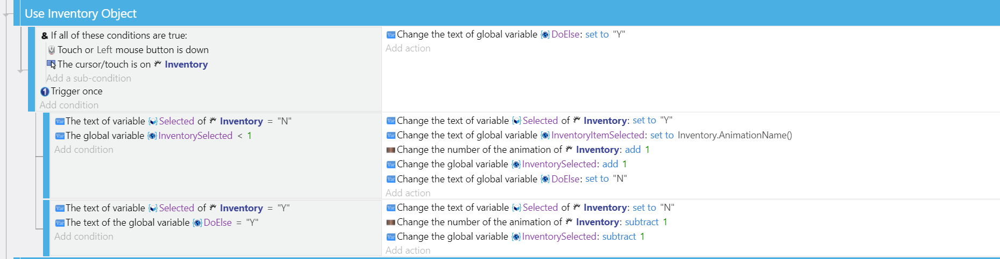 Use Inventory Object
& If all of these conditions are true:
Touch or Left mouse button is down
The cursor/touch is on Inventory
Add a sub-condition
1 Trigger once
Add condition
Change the text of global variable DoElse: set to "Y"
Add action
The text of variable Selected of Inventory = "N"
The global variable InventorySelected < 1
Add condition
Change the text of variable Selected of Inventory: set to "Y"
Change the text of global variable InventoryItemSelected: set to Inventory.AnimationName()
Change the number of the animation of Inventory: add 1
Change the global variable InventorySelected: add 1
Change the text of global variable DoElse: set to "N"
Add action
The text of variable Selected of Inventory = "Y"
The text of the global variable DoElse = "Y"
Add condition
Change the text of variable Selected of Inventory: set to "N"
Change the number of the animation of Inventory: subtract 1
Change the global variable InventorySelected: subtract 1
Add action